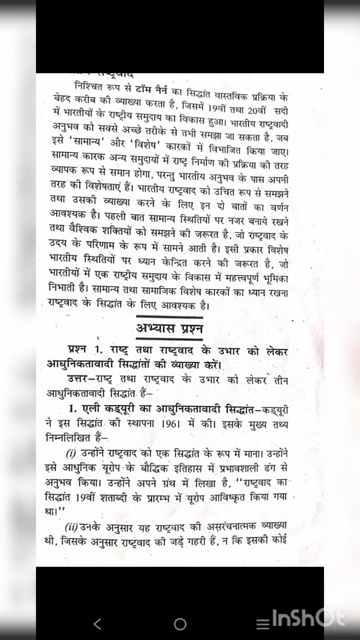 राष्ट्रवाद
निश्चित रूप से टॉम नैर्न का सिद्धांत वास्तविक प्रक्रिया के
बेहद करीब की व्याख्या करता है, जिसमें 19वीं तथा 20वीं सदी
में भारतीयों के राष्ट्रीय समुदाय का विकास हुआ। भारतीय राष्ट्रवादी
अनुभव को सबसे अच्छे तरीके से तभी समझा जा सकता है, जब
इसे 'सामान्य' और 'विशेष' कारकों में विभाजित किया जाए।
सामान्य कारक अन्य समुदायों में राष्ट्र निर्माण की प्रक्रिया की तरह
व्यापक रूप से समान होगा, परन्तु भारतीय अनुभव के पास अपनी
तरह की विशेषताएं हैं। भारतीय राष्ट्रवाद को उचित रूप से समझने
तथा उसकी व्याख्या करने के लिए इन दो बातों का वर्णन
आवश्यक है। पहली बात सामान्य स्थितियों पर नजर बनाये रखने
तथा वैश्विक शक्तियों को समझने की जरूरत है, जो राष्ट्रवाद के
उदय के परिणाम के रूप में सामने आती है। इसी प्रकार विशेष
भारतीय स्थितियों पर ध्यान केन्द्रित करने की जरूरत है, जो
भारतीयों में एक राष्ट्रीय समुदाय के विकास में महत्त्वपूर्ण भूमिका
निभाती है। सामान्य तथा सामाजिक विशेष कारकों का ध्यान रखना
राष्ट्रवाद के सिद्धांत के लिए आवश्यक है।
अभ्यास प्रश्न
प्रश्न 1. राष्ट्र तथा राष्ट्रवाद के उभार को लेकर
आधुनिकतावादी सिद्धांतों की व्याख्या करें।
उत्तर–राष्ट्र तथा राष्ट्रवाद के उभार को लेकर तीन
आधुनिकतावादी सिद्धांत हैं–
1. एली कड्यूरी का आधुनिकतावादी सिद्धांत–कड्यूरी
ने इस सिद्धांत की स्थापना 1961 में की। इसके मुख्य तथ्य
निम्नलिखित हैं–
(i) उन्होंने राष्ट्रवाद को एक सिद्धांत के रूप में माना। उन्होंने
इसे आधुनिक यूरोप के बौद्धिक इतिहास में प्रभावशाली ढंग से
अनुभव किया। उन्होंने अपने ग्रंथ में लिखा है, ''राष्ट्रवाद का
सिद्धांत 19वीं शताब्दी के प्रारम्भ में यूरोप आविष्कृत किया गया
था।''
(ii) उनके अनुसार यह राष्ट्रवाद की असंरचनात्मक व्याख्या
थी, जिसके अनुसार राष्ट्रवाद की जड़े गहरी हैं, न कि इसकी कोई
InShOt